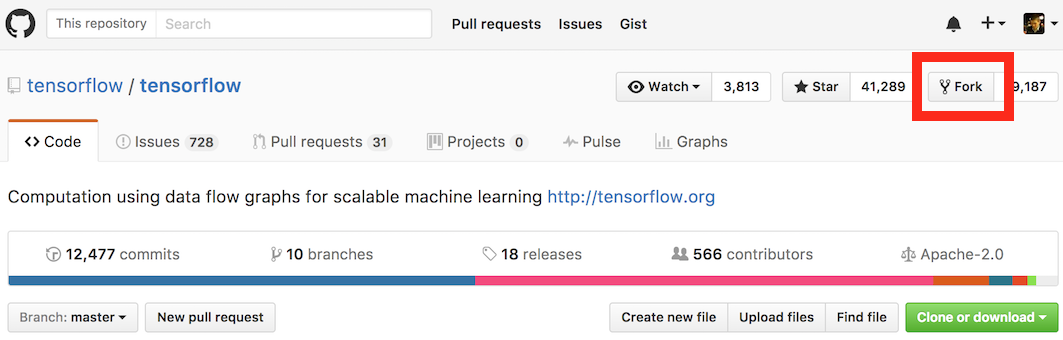 This repository Search Pull requests Issues Gist
tensorflow / tensorflow Watch 3,813 Star 41,289 Fork
Code Issues 728 Pull requests 31 Projects 0 Pulse Graphs
Computation using data flow graphs for scalable machine learning http://tensorflow.org
12,477 commits 10 branches 18 releases 566 contributors Apache-2.0
Branch: master New pull request Create new file Upload files Find file Clone or download